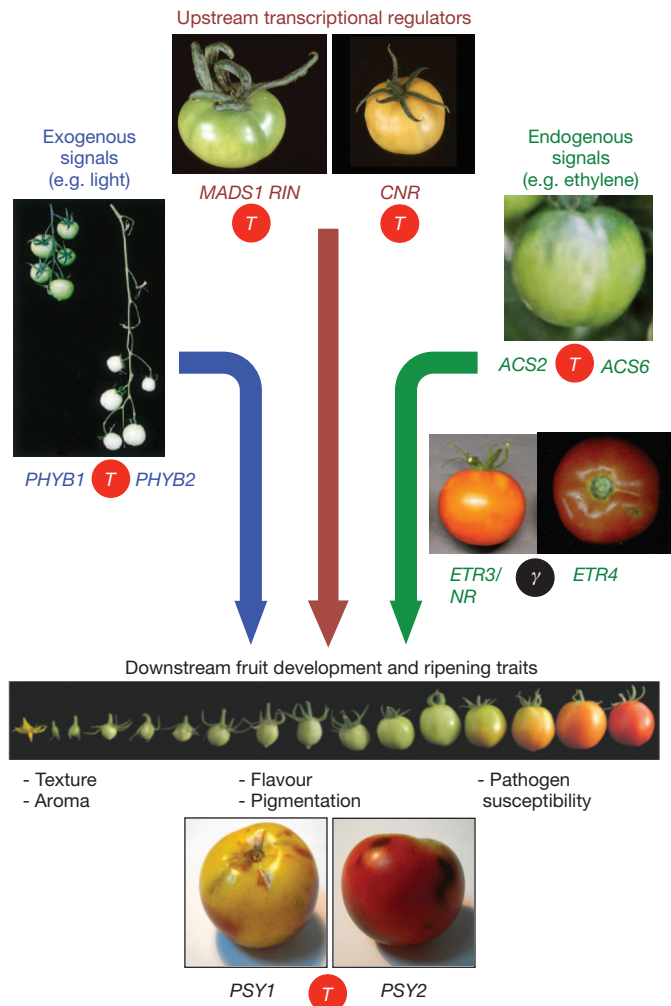 Upstream transcriptional regulators
Exogenous
signals
(e.g. light)
Endogenous
signals
(e.g. ethylene)
MADS1 RIN
CNR
T
T
ACS2 T ACS6
PHYB1 T PHYB2
ETR3/
NR
γ
ETR4
Downstream fruit development and ripening traits
- Texture
- Aroma
- Flavour
- Pigmentation
- Pathogen
susceptibility
PSY1 T PSY2